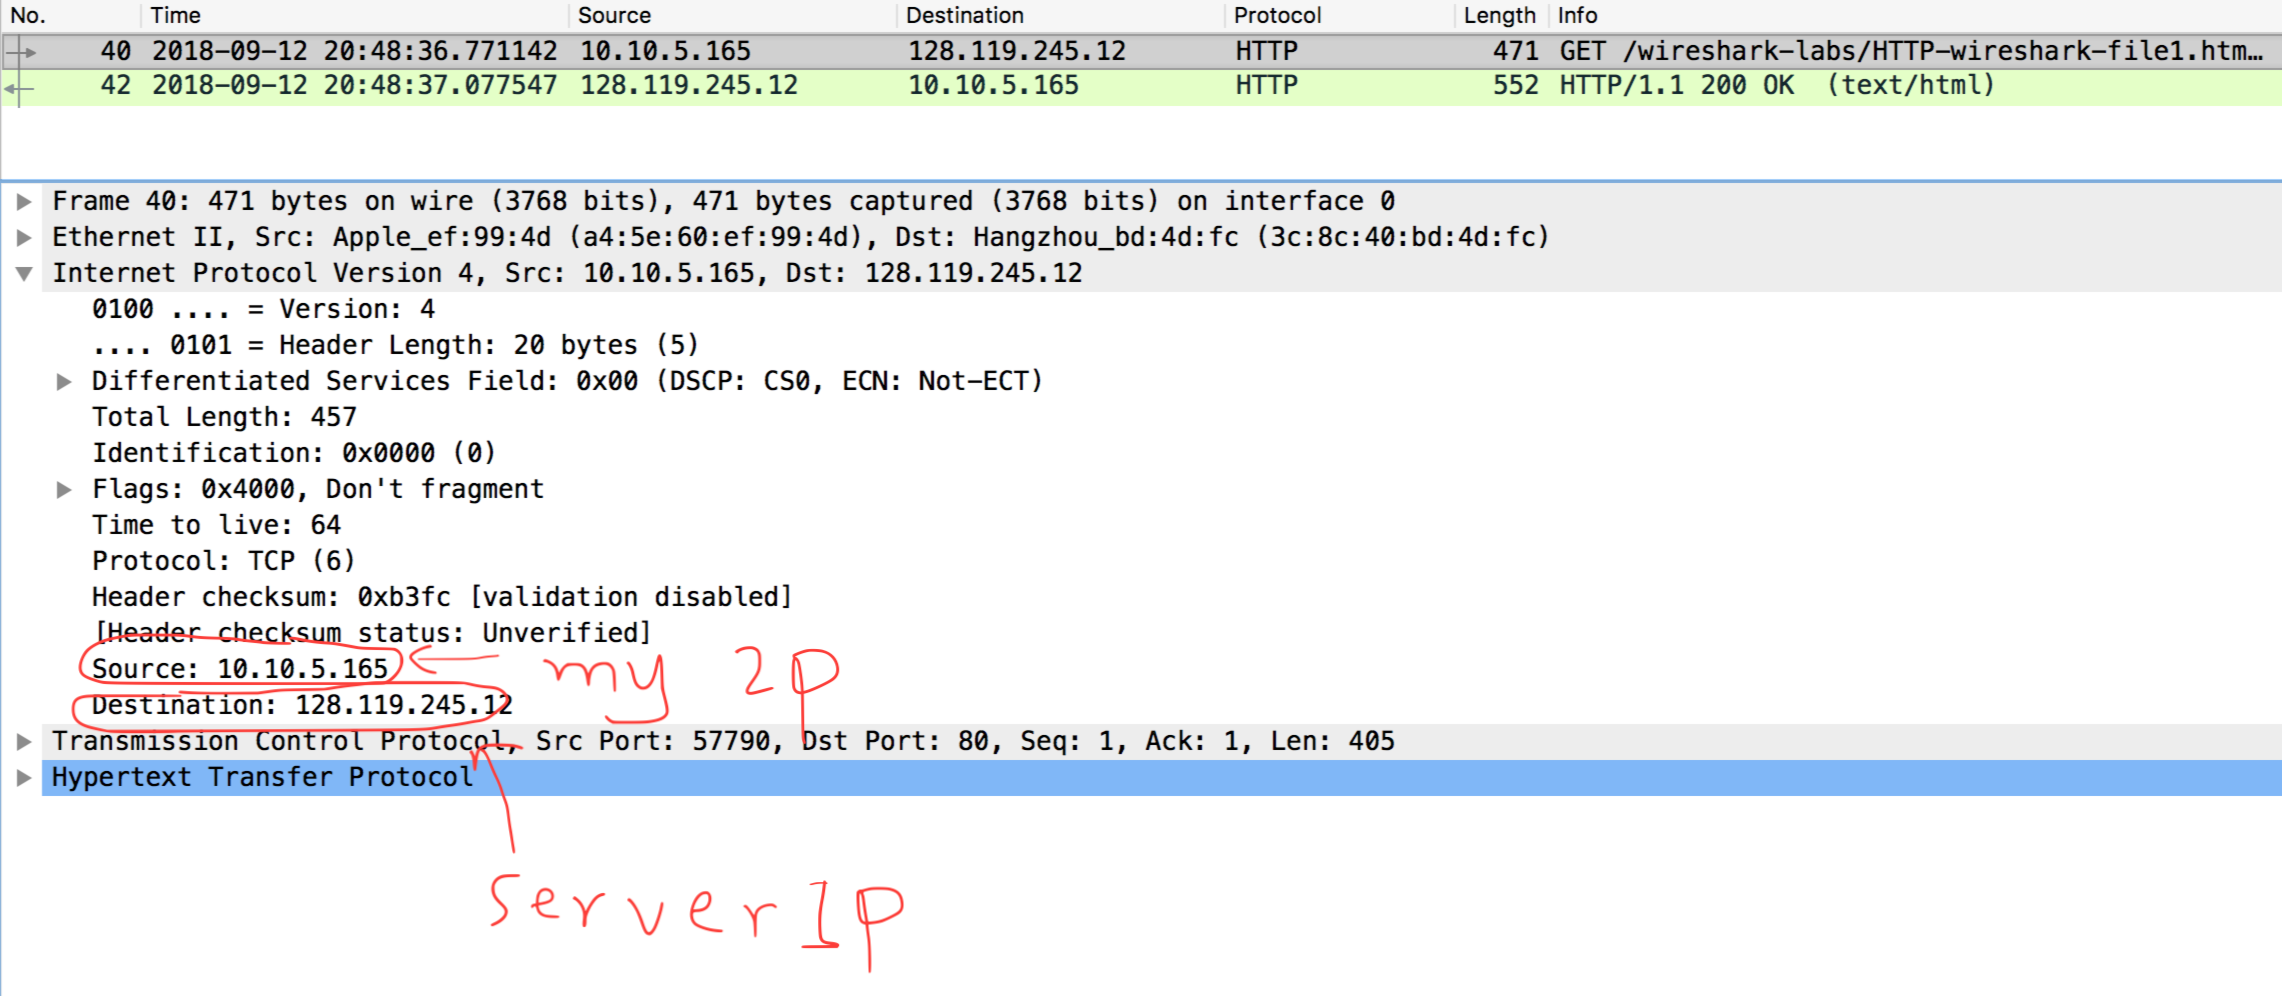 No. Time Source Destination Protocol Length Info
40 2018-09-12 20:48:36.771142 10.10.5.165 128.119.245.12 HTTP 471 GET /wireshark-labs/HTTP-wireshark-file1.htm…
42 2018-09-12 20:48:37.077547 128.119.245.12 10.10.5.165 HTTP 552 HTTP/1.1 200 OK (text/html)
Frame 40: 471 bytes on wire (3768 bits), 471 bytes captured (3768 bits) on interface 0
Ethernet II, Src: Apple_ef:99:4d (a4:5e:60:ef:99:4d), Dst: Hangzhou_bd:4d:fc (3c:8c:40:bd:4d:fc)
Internet Protocol Version 4, Src: 10.10.5.165, Dst: 128.119.245.12
0100 .... = Version: 4
.... 0101 = Header Length: 20 bytes (5)
Differentiated Services Field: 0x00 (DSCP: CS0, ECN: Not-ECT)
Total Length: 457
Identification: 0x0000 (0)
Flags: 0x4000, Don't fragment
Time to live: 64
Protocol: TCP (6)
Header checksum: 0xb3fc [validation disabled]
[Header checksum status: Unverified]
Source: 10.10.5.165 my Ip
Destination: 128.119.245.12
Transmission Control Protocol, Src Port: 57790, Dst Port: 80, Seq: 1, Ack: 1, Len: 405
Hypertext Transfer Protocol
server Ip